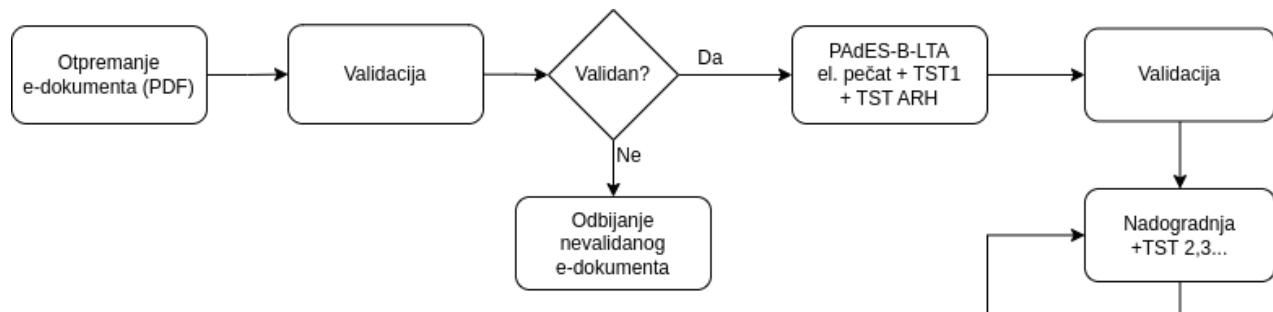 Otpremanje
e-dokumenta (PDF)
Validacija
Validan?
Da
PAdES-B-LTA
el. pečat + TST1
+ TST ARH
Validacija
Ne
Odbijanje
nevalidanog
e-dokumenta
Nadogradnja
+TST 2,3...